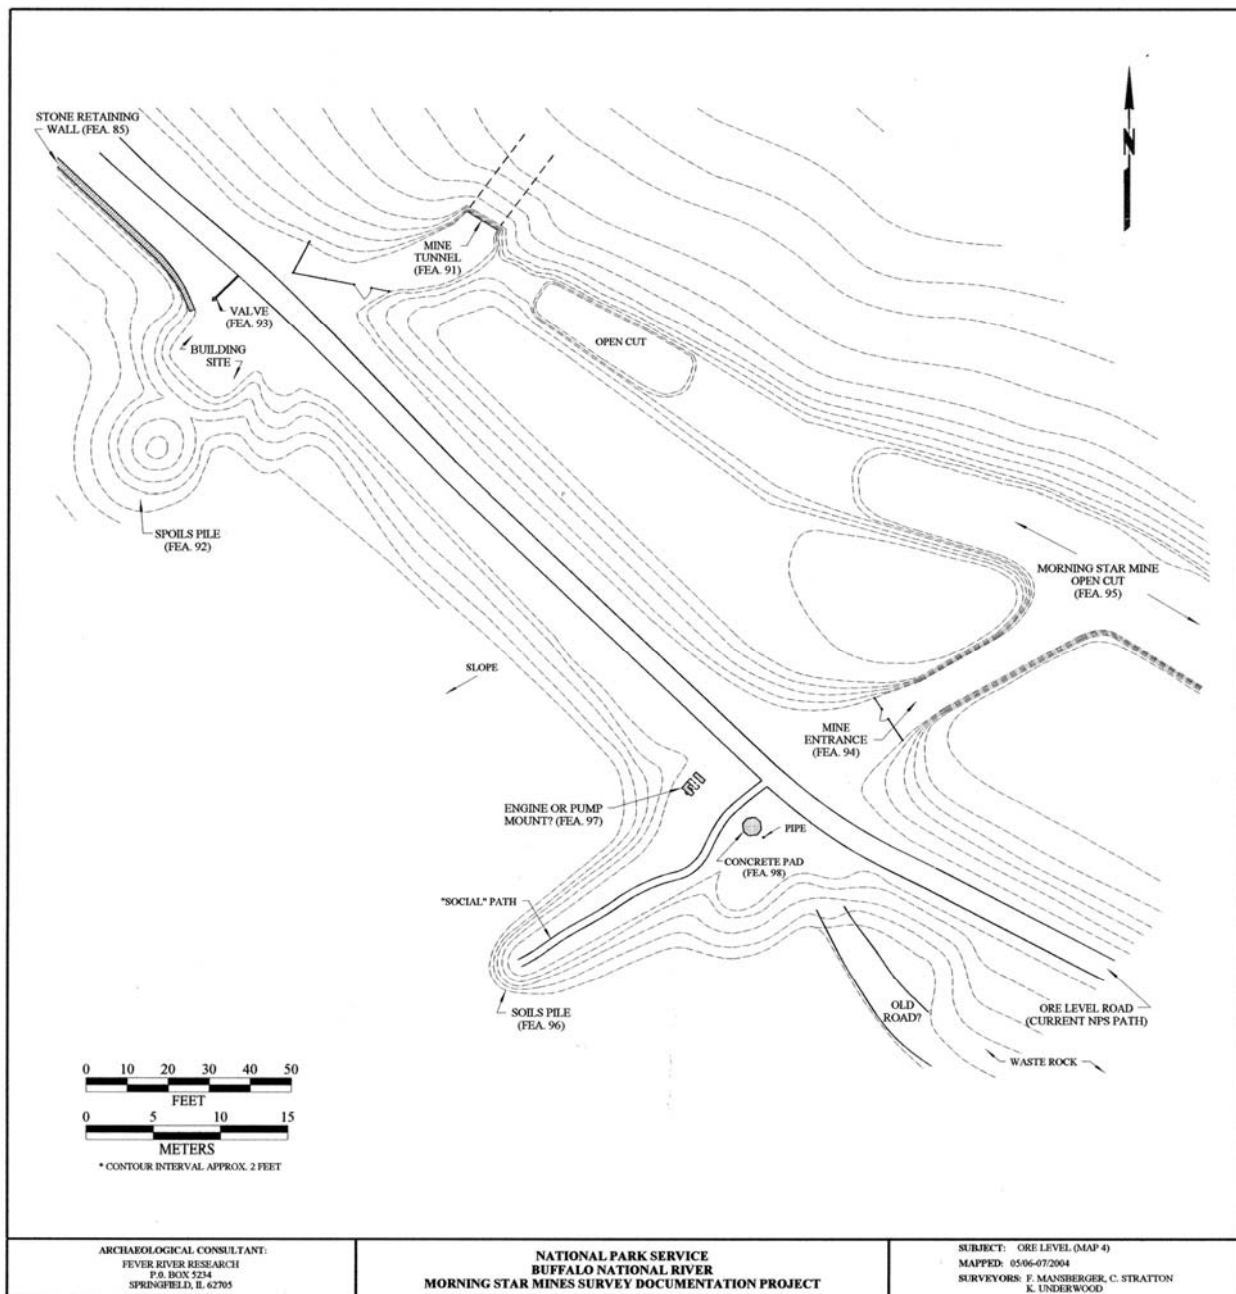 STONE RETAINING
WALL (FEA. 85)
N
MINE
TUNNEL
(FEA. 91)
VALVE
(FEA. 93)
OPEN CUT
BUILDING
SITE
SPOILS PILE
(FEA. 92)
MORNING STAR MINE
OPEN CUT
(FEA. 95)
SLOPE
MINE
ENTRANCE
(FEA. 94)
ENGINE OR PUMP
MOUNT? (FEA. 97)
PIPE
CONCRETE PAD
(FEA. 98)
"SOCIAL" PATH
SOILS PILE
(FEA. 96)
OLD
ROAD?
ORE LEVEL ROAD
(CURRENT NPS PATH)
WASTE ROCK
0 10 20 30 40 50
FEET
0 5 10 15
METERS
* CONTOUR INTERVAL APPROX. 2 FEET
ARCHAEOLOGICAL CONSULTANT:
FEVER RIVER RESEARCH
P.O. BOX 5234
SPRINGFIELD, IL 62705
NATIONAL PARK SERVICE
BUFFALO NATIONAL RIVER
MORNING STAR MINES SURVEY DOCUMENTATION PROJECT
SUBJECT: ORE LEVEL (MAP 4)
MAPPED: 05/06-07/2004
SURVEYORS: F. MANSBERGER, C. STRATTON
K. UNDERWOOD